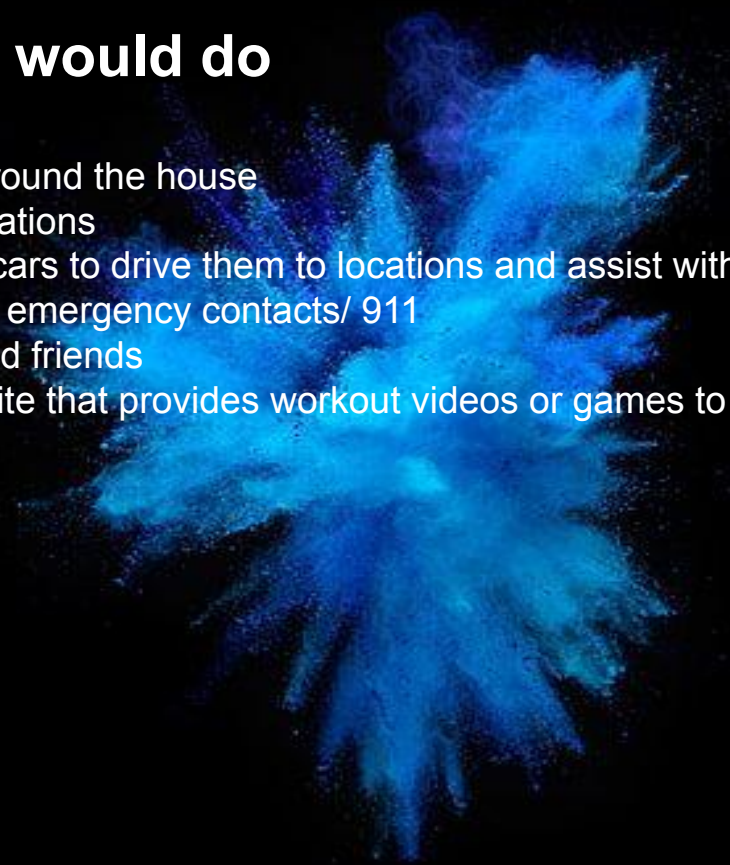 would do
ound the house
ations
cars to drive them to locations and assist with
emergency contacts/ 911
d friends
ite that provides workout videos or games to